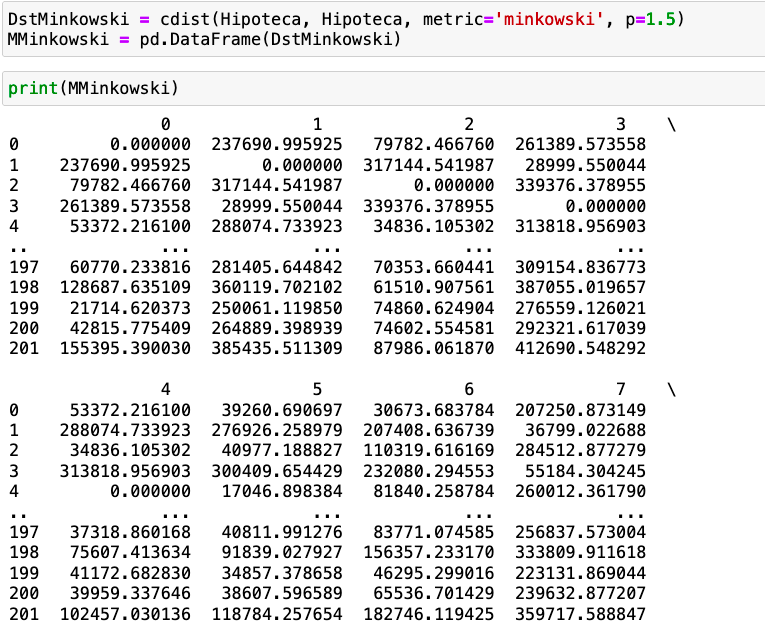 DstMinkowski = cdist(Hipoteca, Hipoteca, metric='minkowski', p=1.5)
MMinkowski = pd.DataFrame(DstMinkowski)
print(MMinkowski)
0 1 2 3 \
0 0.000000 237690.995925 79782.466760 261389.573558
1 237690.995925 0.000000 317144.541987 28999.550044
2 79782.466760 317144.541987 0.000000 339376.378955
3 261389.573558 28999.550044 339376.378955 0.000000
4 53372.216100 288074.733923 34836.105302 313818.956903
.. ... ... ... ...
197 60770.233816 281405.644842 70353.660441 309154.836773
198 128687.635109 360119.702102 61510.907561 387055.019657
199 21714.620373 250061.119850 74860.624904 276559.126021
200 42815.775409 264889.398939 74602.554581 292321.617039
201 155395.390030 385435.511309 87986.061870 412690.548292
4 5 6 7 \
0 53372.216100 39260.690697 30673.683784 207250.873149
1 288074.733923 276926.258979 207408.636739 36799.022688
2 34836.105302 40977.188827 110319.616169 284512.877279
3 313818.956903 300409.654429 232080.294553 55184.304245
4 0.000000 17046.898384 81840.258784 260012.361790
.. ... ... ... ...
197 37318.860168 40811.991276 83771.074585 256837.573004
198 75607.413634 91839.027927 156357.233170 333809.911618
199 41172.682830 34857.378658 46295.299016 223131.869044
200 39959.337646 38607.596589 65536.701429 239632.877207
201 102457.030136 118784.257654 182746.119425 359717.588847